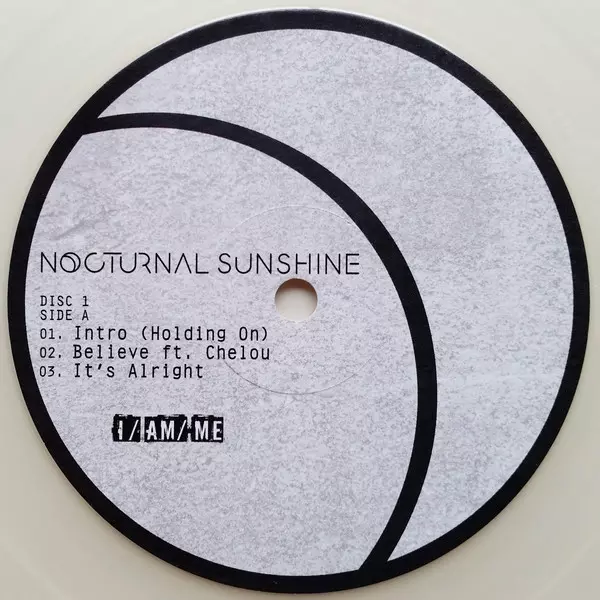 NOCTURNAL SUNSHINE
DISC 1
SIDE A
01. Intro (Holding On)
02. Believe ft. Chelou
03. It's Alright
I/AM/ME